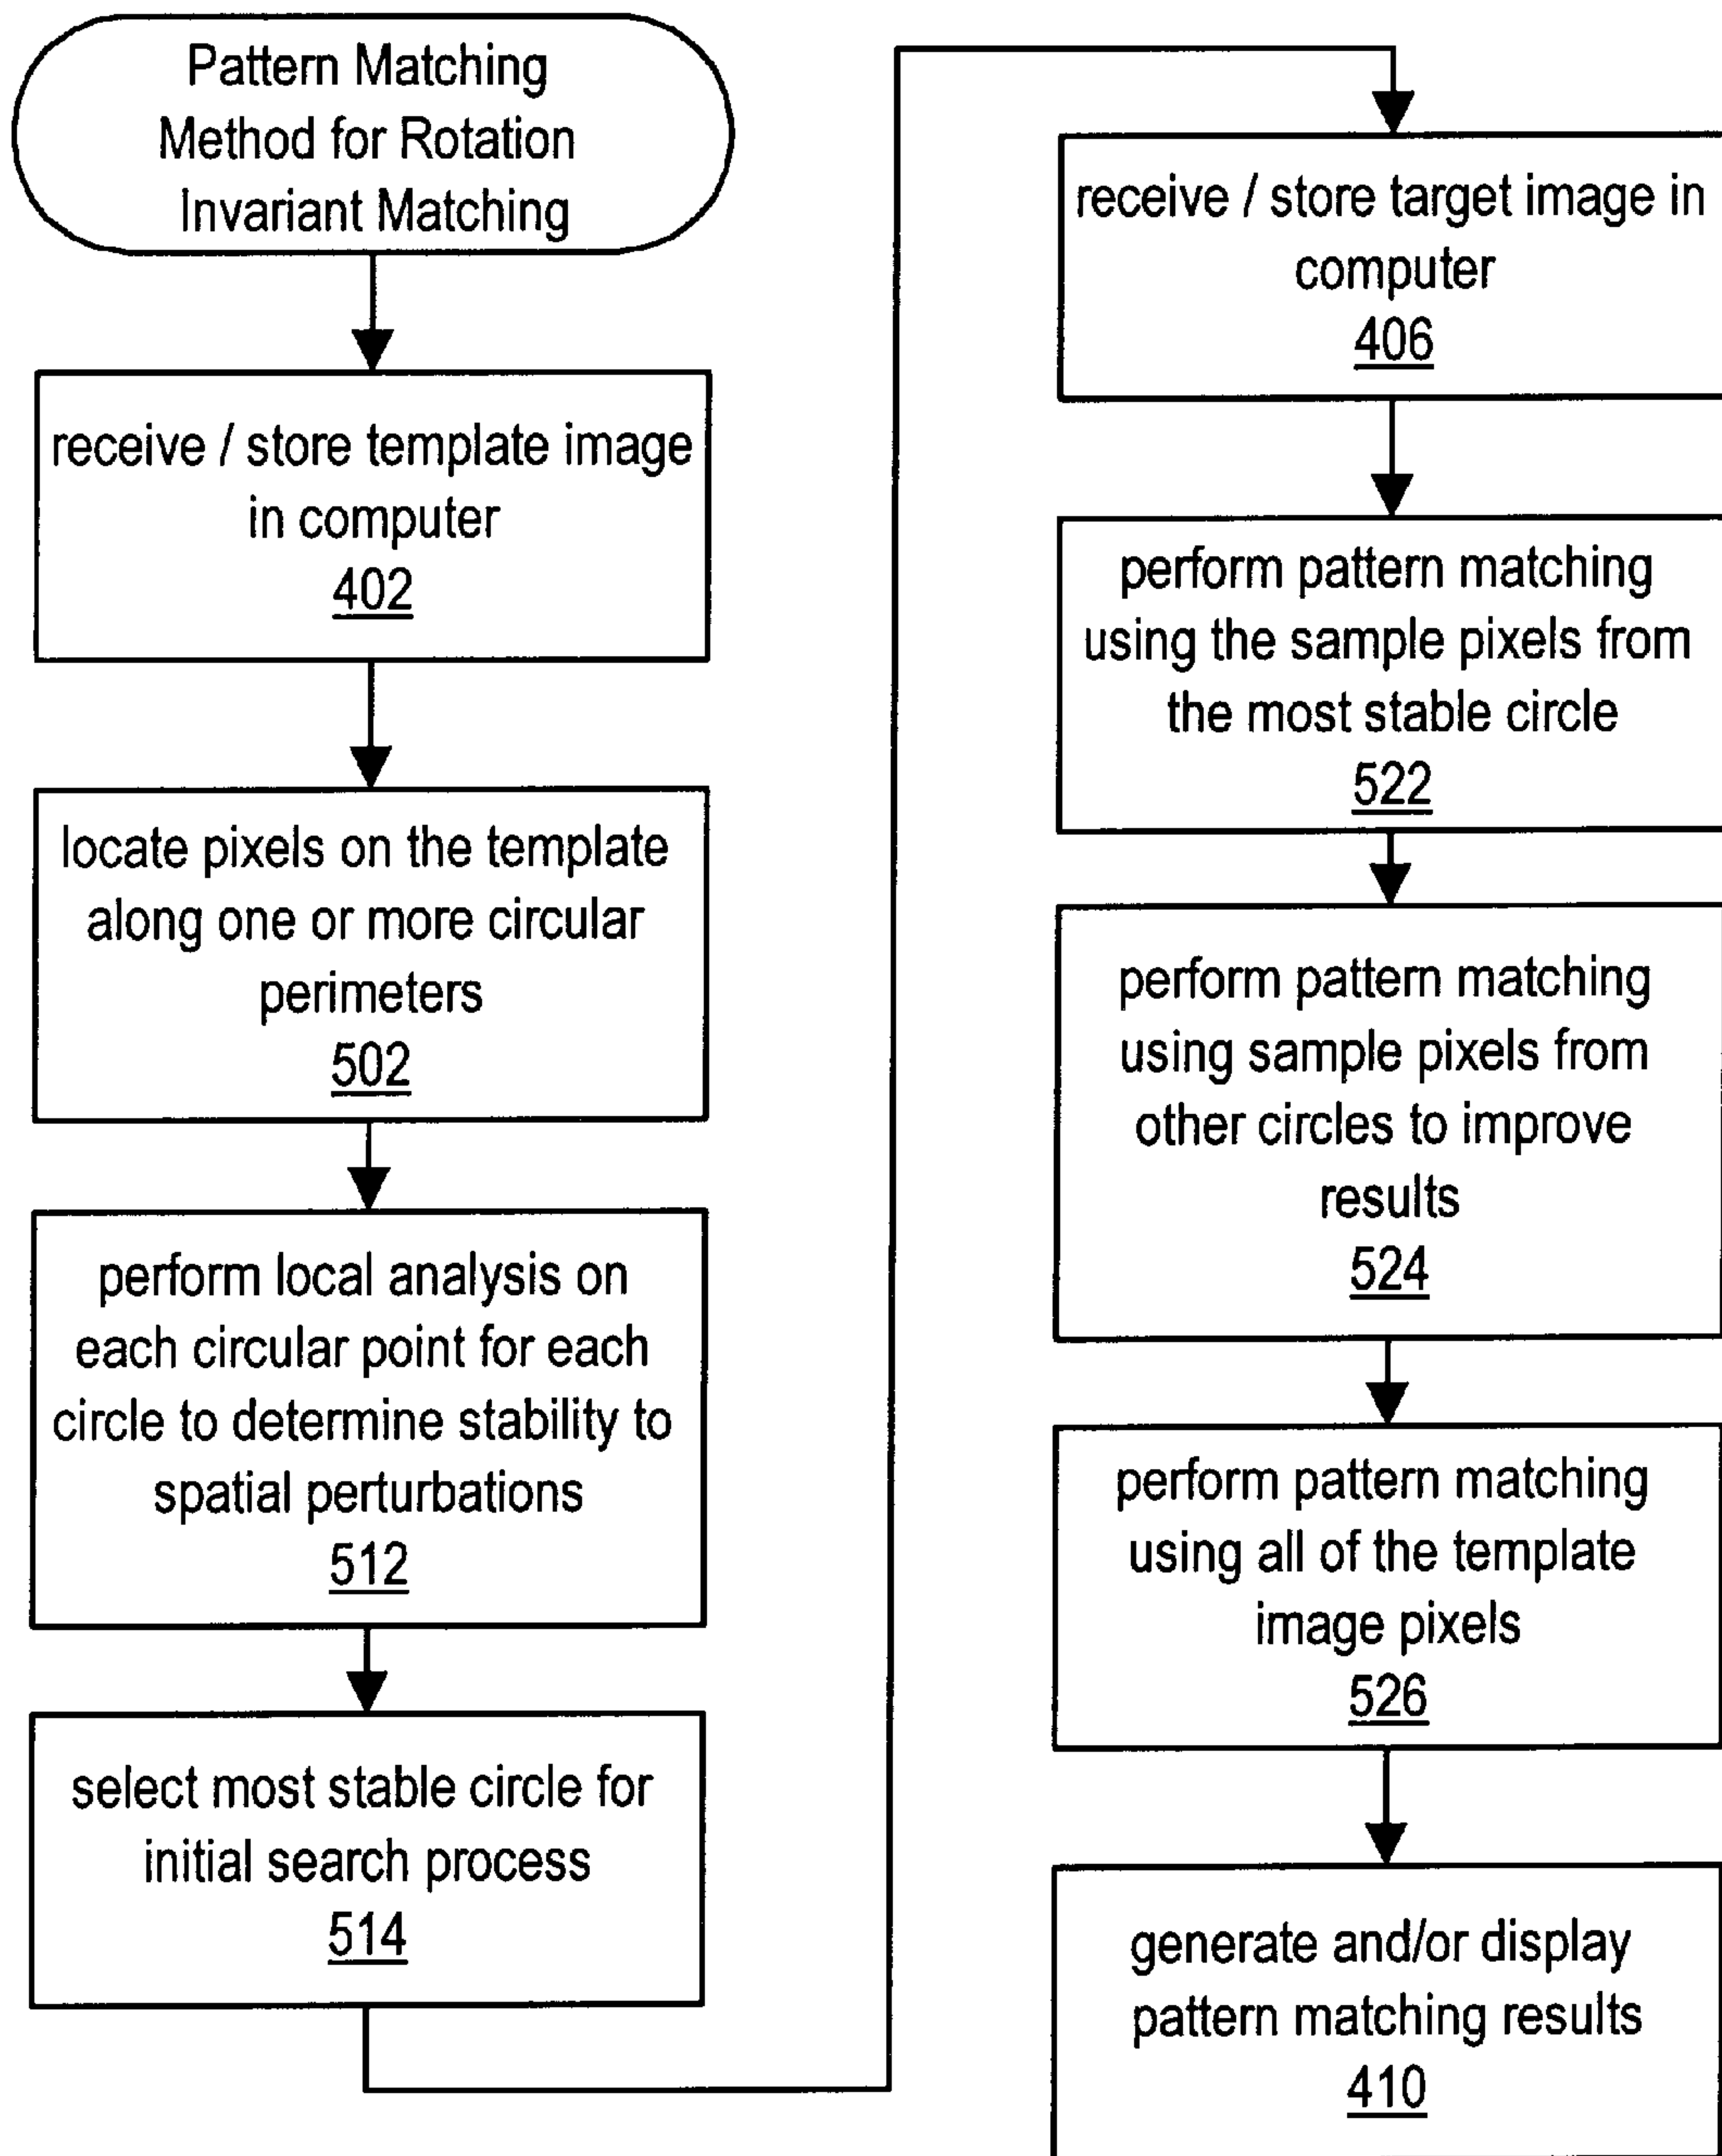 Pattern Matching
Method for Rotation
Invariant Matching
receive / store template image
in computer
402
locate pixels on the template
along one or more circular
perimeters
502
perform local analysis on
each circular point for each
circle to determine stability to
spatial perturbations
512
select most stable circle for
initial search process
514
receive / store target image in
computer
406
perform pattern matching
using the sample pixels from
the most stable circle
522
perform pattern matching
using sample pixels from
other circles to improve
results
524
perform pattern matching
using all of the template
image pixels
526
generate and/or display
pattern matching results
410